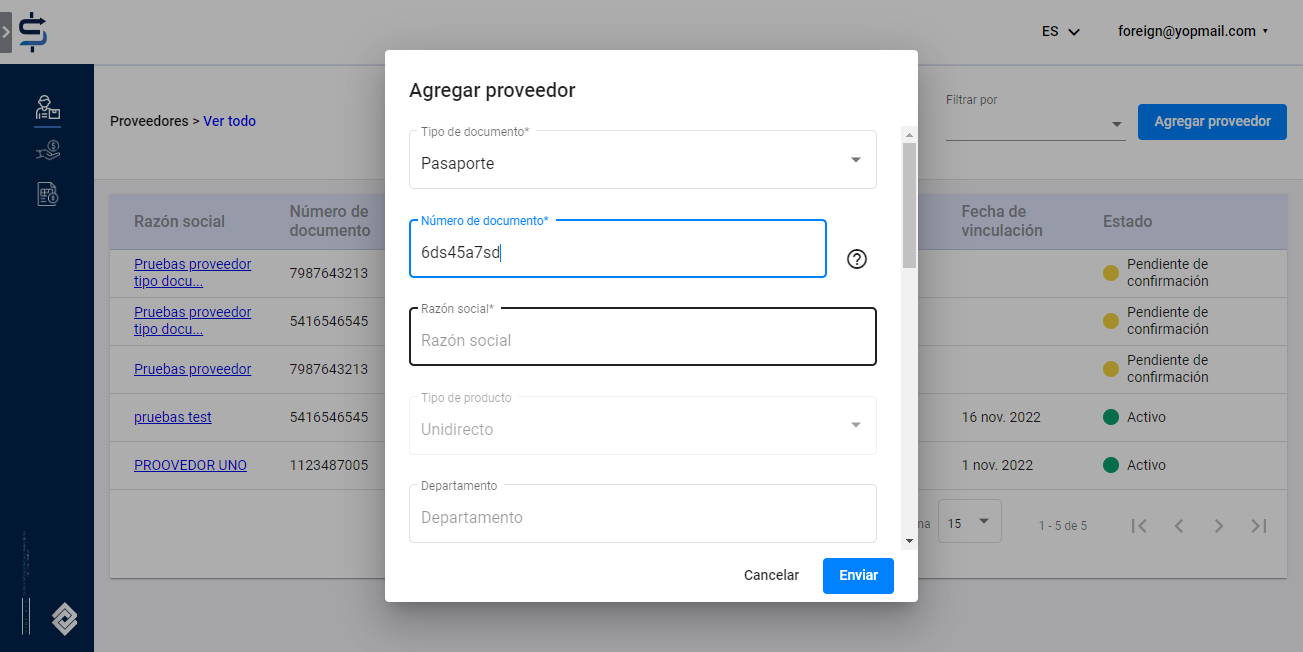 ES
foreign@yopmail.com
Proveedores > Ver todo
Filtrar por
Agregar proveedor
Razón social
Número de
documento
Fecha de
vinculación
Estado
Pruebas proveedor
tipo docu...
7987643213
Pendiente de
confirmación
Pruebas proveedor
tipo docu...
5416546545
Pendiente de
confirmación
Pruebas proveedor
7987643213
Pendiente de
confirmación
pruebas test
5416546545
16 nov. 2022
Activo
PROOVEDOR UNO
1123487005
1 nov. 2022
Activo
na
15
1 - 5 de 5
Agregar proveedor
Tipo de documento*
Pasaporte
Número de documento*
6ds45a7sd
Razón social*
Razón social
Tipo de producto
Unidirecto
Departamento
Departamento
Cancelar
Enviar